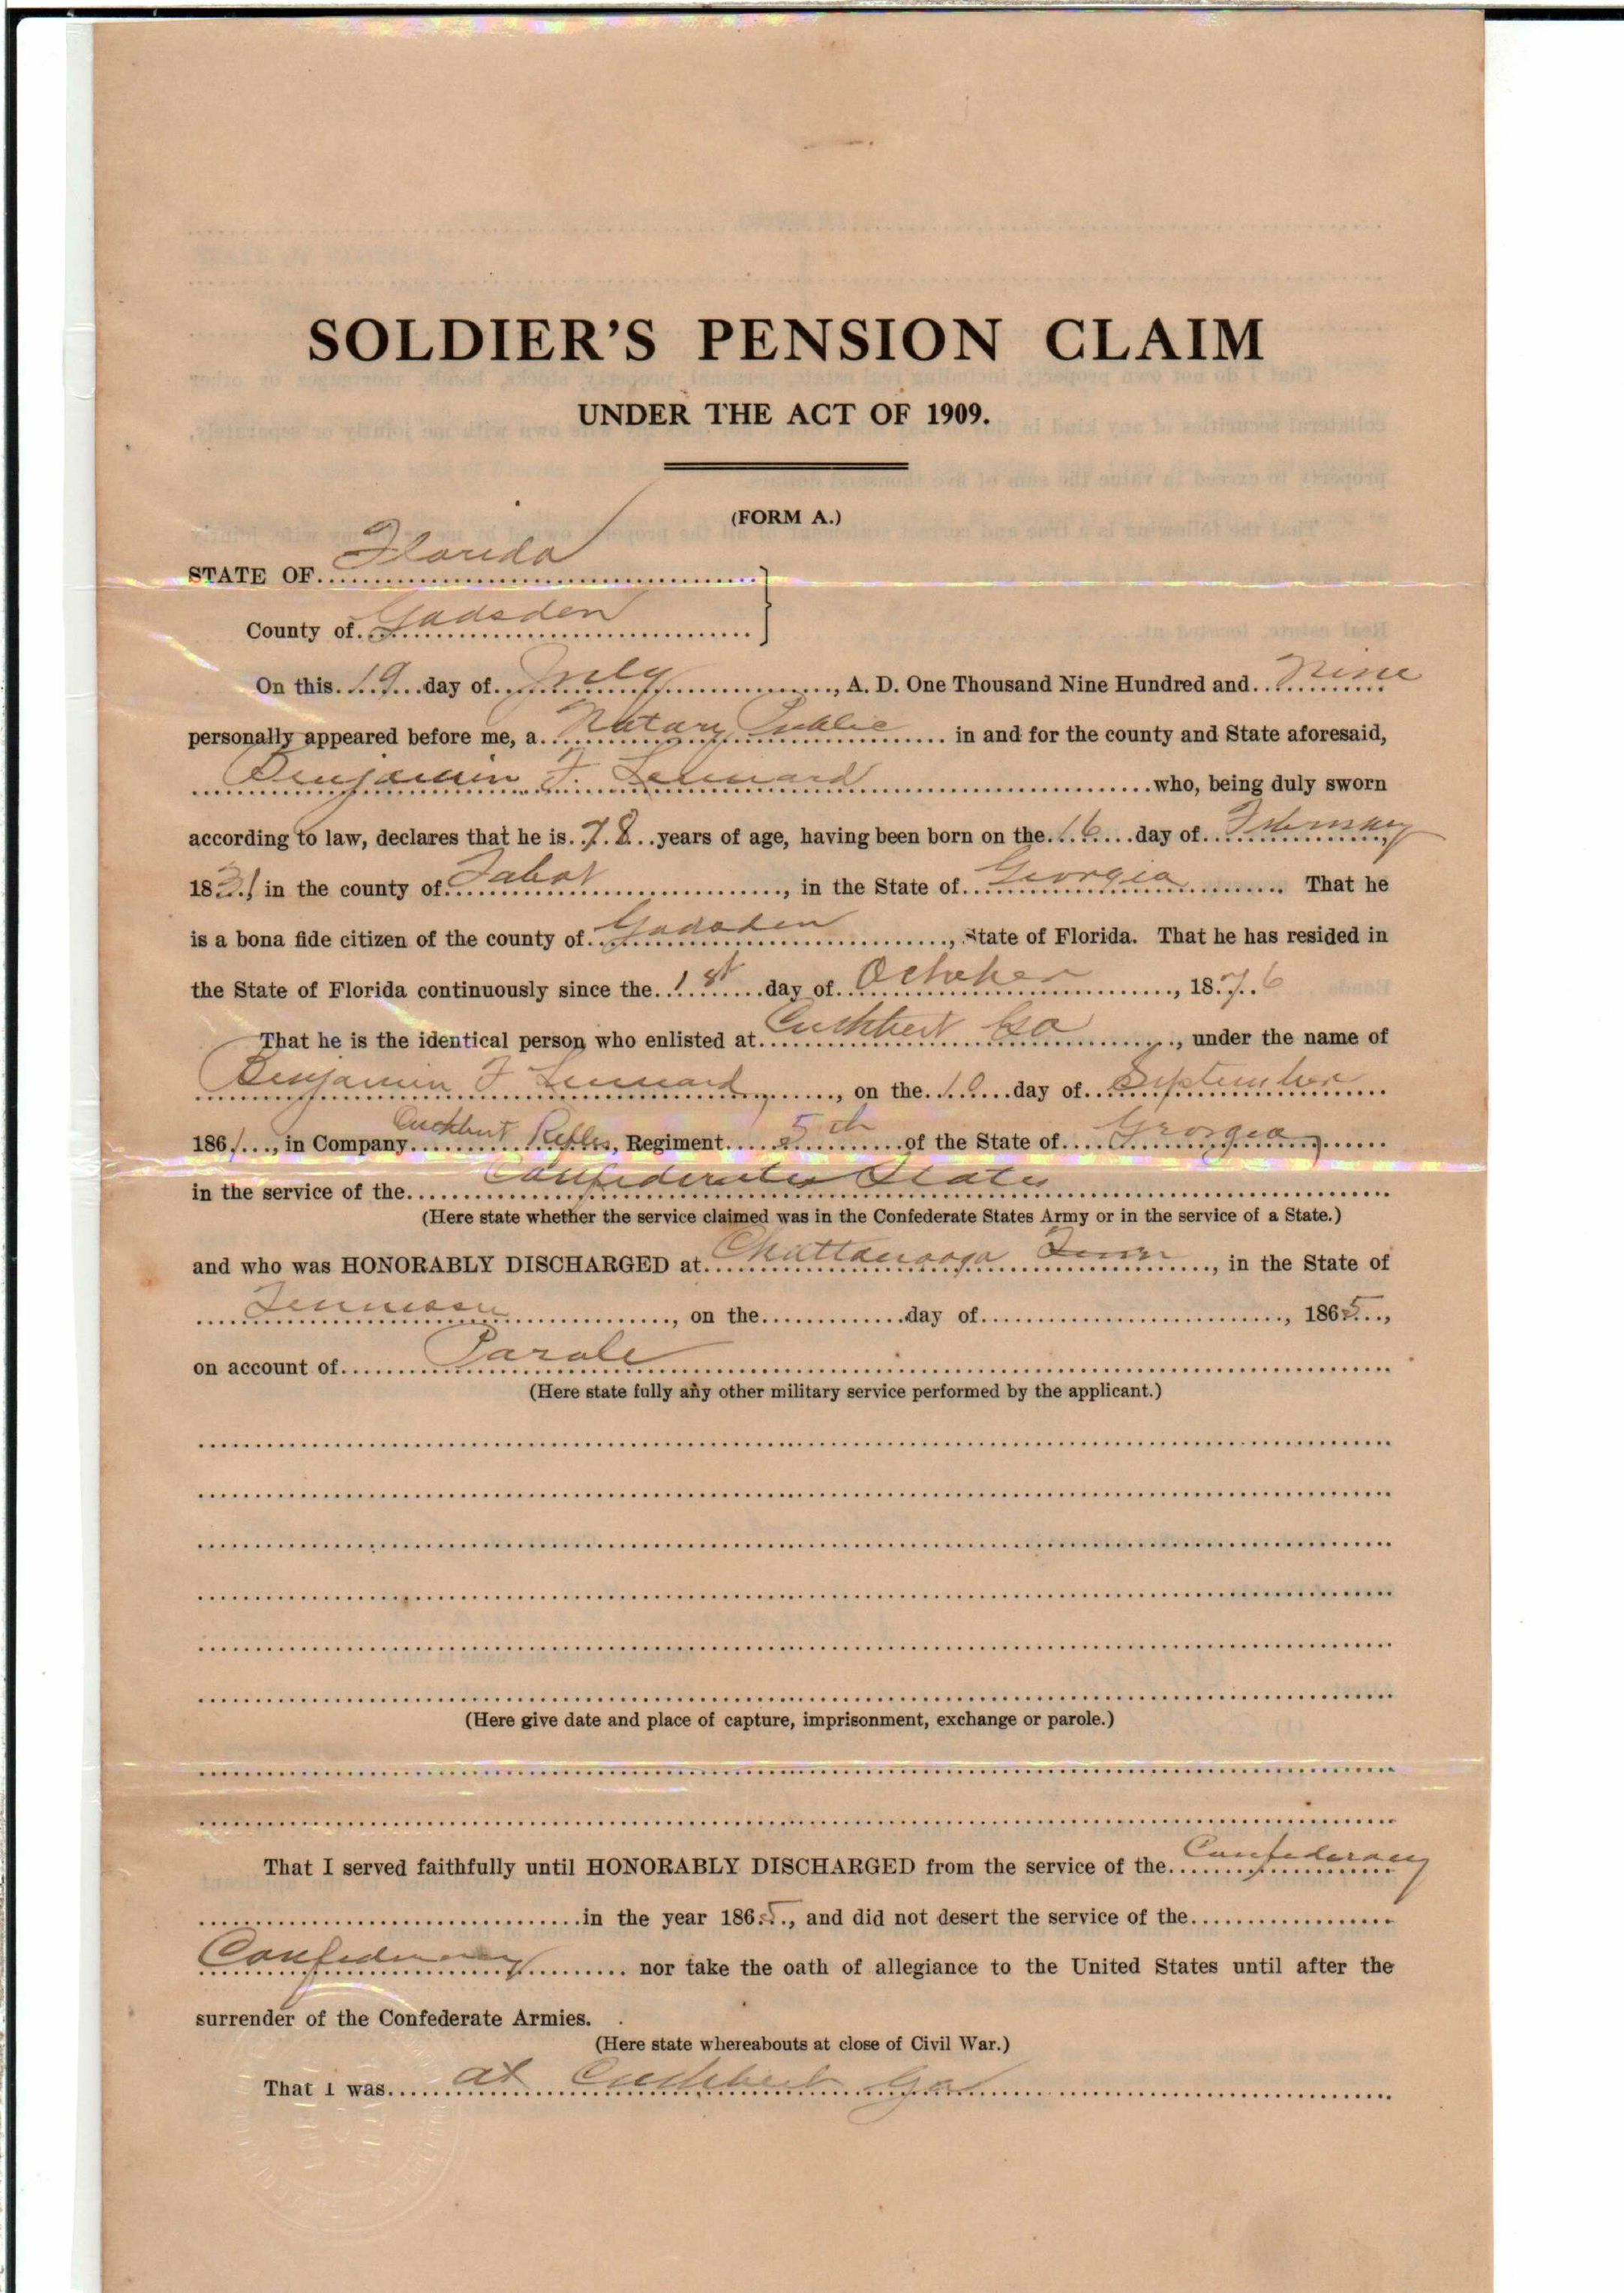 SOLDIER'S PENSION CLAIM
UNDER THE ACT OF 1909.
(FORM A.)
STATE OF Florida
County of Gadsden
On this 19 day of July, A. D. One Thousand Nine Hundred and Nine
personally appeared before me, a Notary Public in and for the county and State aforesaid,
Benjamin F. Lennard who, being duly sworn
according to law, declares that he is 78 years of age, having been born on the 16 day of February
1831 in the county of Tabot, in the State of Georgia. That he
is a bona fide citizen of the county of Gadsden, State of Florida. That he has resided in
the State of Florida continuously since the 1st day of October, 1876
That he is the identical person who enlisted at Cuthbert Ga, under the name of
Benjamin F Lennard, on the 10 day of September
1861, in Company Cuthbert Rifles, Regiment 5th of the State of Georgia
in the service of the Confederate States
(Here state whether the service claimed was in the Confederate States Army or in the service of a State.)
and who was HONORABLY DISCHARGED at Chattanooga Tenn, in the State of
Tennessee, on the day of, 1865,
on account of Parole
(Here state fully any other military service performed by the applicant.)
(Here give date and place of capture, imprisonment, exchange or parole.)
That I served faithfully until HONORABLY DISCHARGED from the service of the Confederacy
in the year 1865, and did not desert the service of the
Confederacy nor take the oath of allegiance to the United States until after the
surrender of the Confederate Armies.
(Here state whereabouts at close of Civil War.)
That I was at Cuthbert Ga